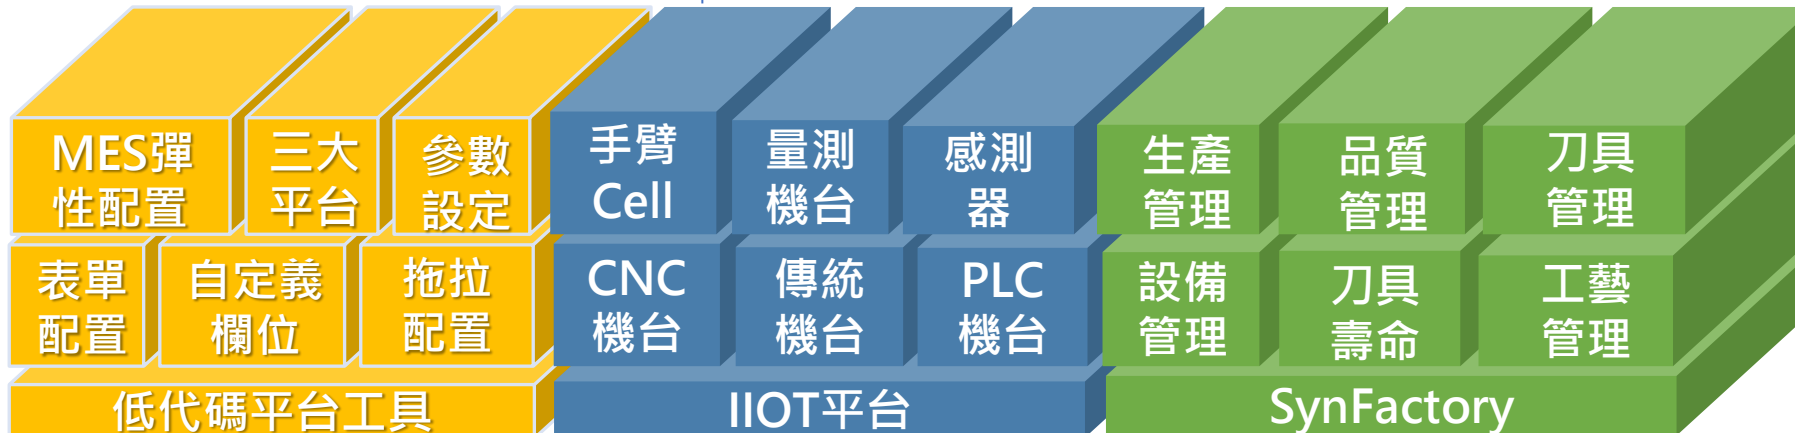 MES彈
性配置
三大
平台
參數
設定
手臂
Cell
量測
機台
感測
器
生產
管理
品質
管理
刀具
管理
表單
配置
自定義
欄位
拖拉
配置
CNC
機台
傳統
機台
PLC
機台
設備
管理
刀具
壽命
工藝
管理
低代碼平台工具
IIOT平台
SynFactory